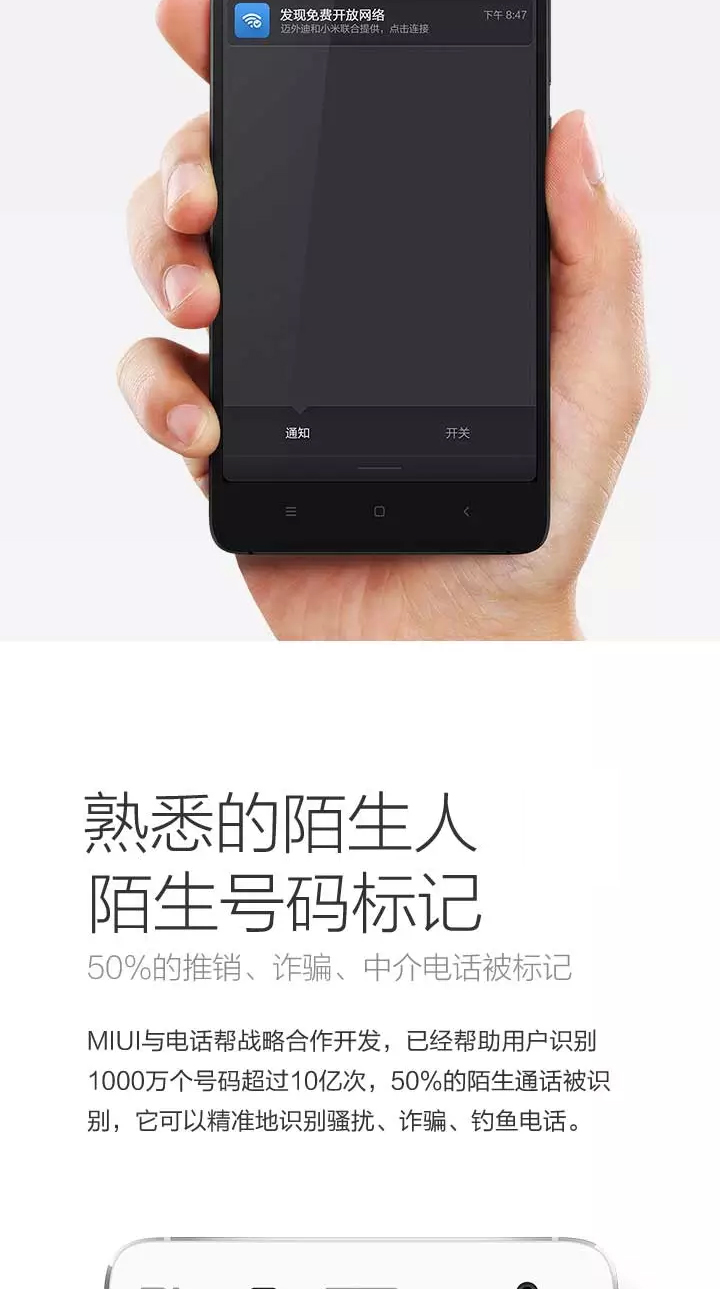 发现免费开放网络
下午 8:47
迈外迪和小米联合提供，点击连接
通知
开关
熟悉的陌生人
陌生号码标记
50%的推销、诈骗、中介电话被标记
MIUI与电话帮战略合作开发，已经帮助用户识别
1000万个号码超过10亿次，50%的陌生通话被识
别，它可以精准地识别骚扰、诈骗、钓鱼电话。